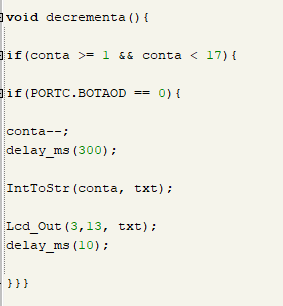 void decrementa(){
if(conta >= 1 && conta < 17){
if(PORTC.BOTAOD == 0){
conta--;
delay_ms(300);
IntToStr(conta, txt);
Lcd_Out(3,13, txt);
delay_ms(10);
}}}